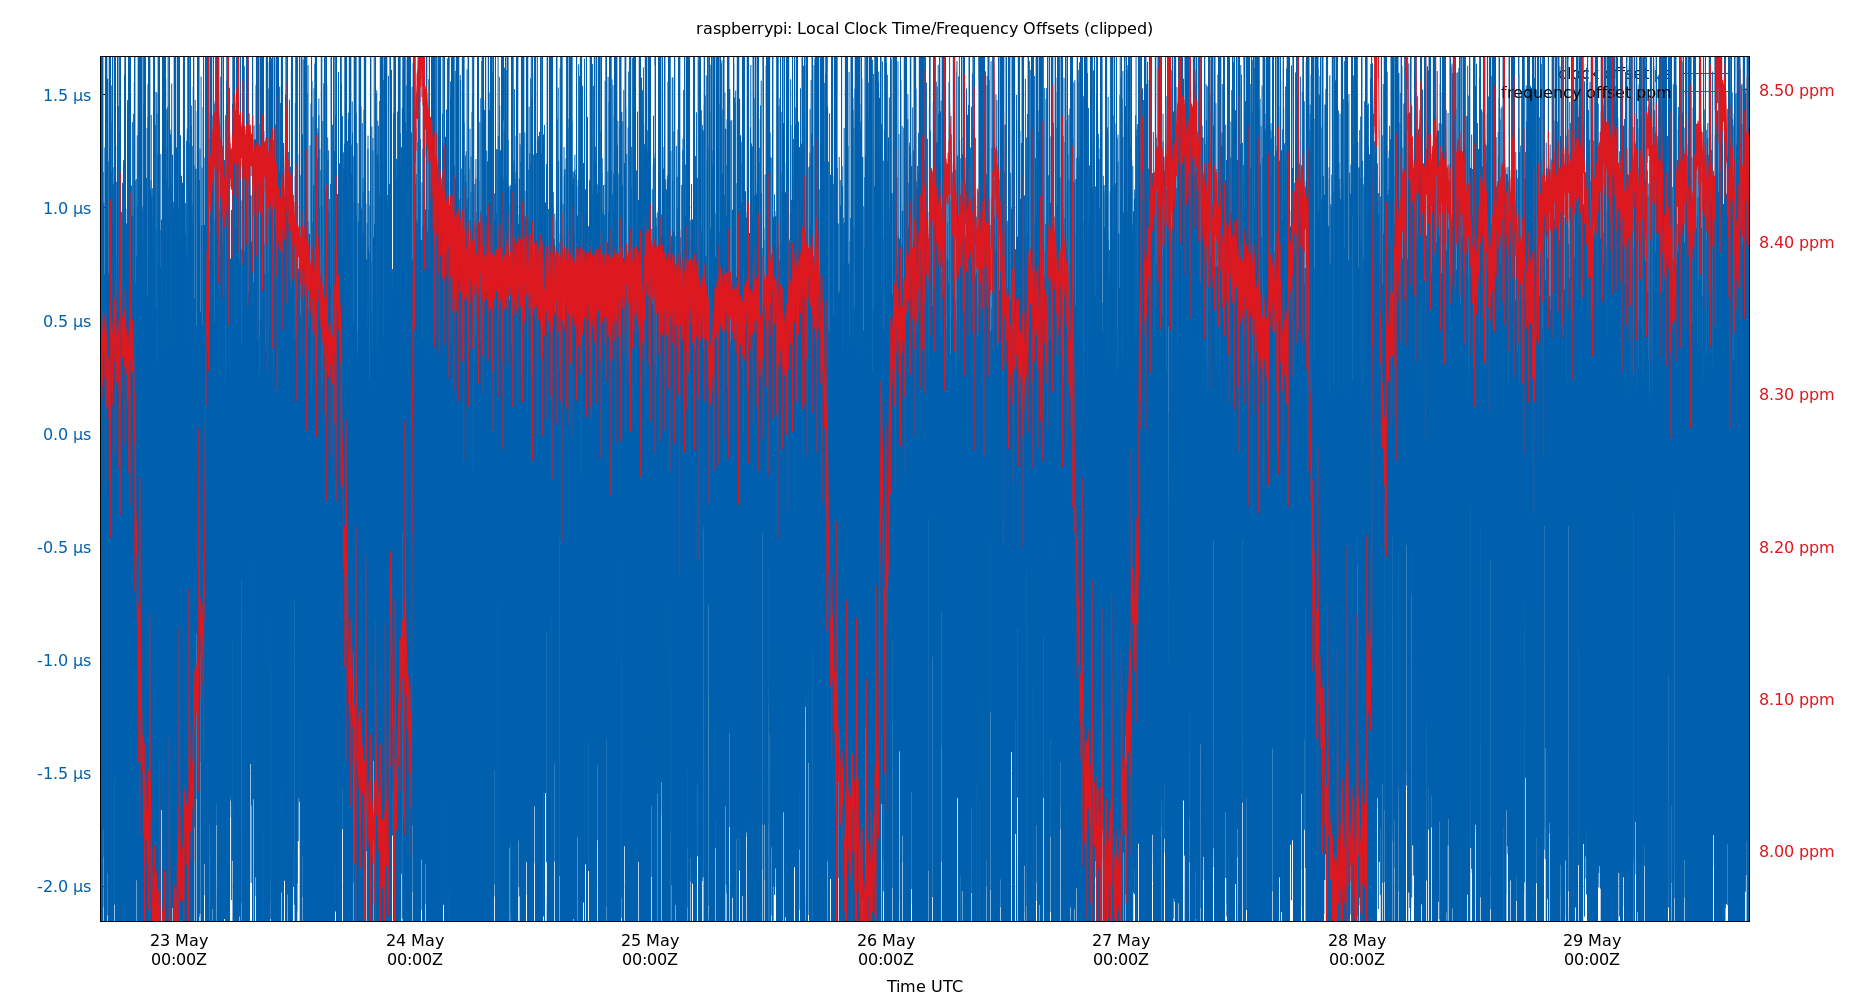 raspberrypi: Local Clock Time/Frequency Offsets (clipped)
clock offset µs
frequency offset ppm
1.5 µs
1.0 µs
0.5 µs
0.0 µs
-0.5 µs
-1.0 µs
-1.5 µs
-2.0 µs
8.50 ppm
8.40 ppm
8.30 ppm
8.20 ppm
8.10 ppm
8.00 ppm
23 May 24 May 25 May 26 May 27 May 28 May 29 May
00:00Z 00:00Z 00:00Z 00:00Z 00:00Z 00:00Z 00:00Z
Time UTC